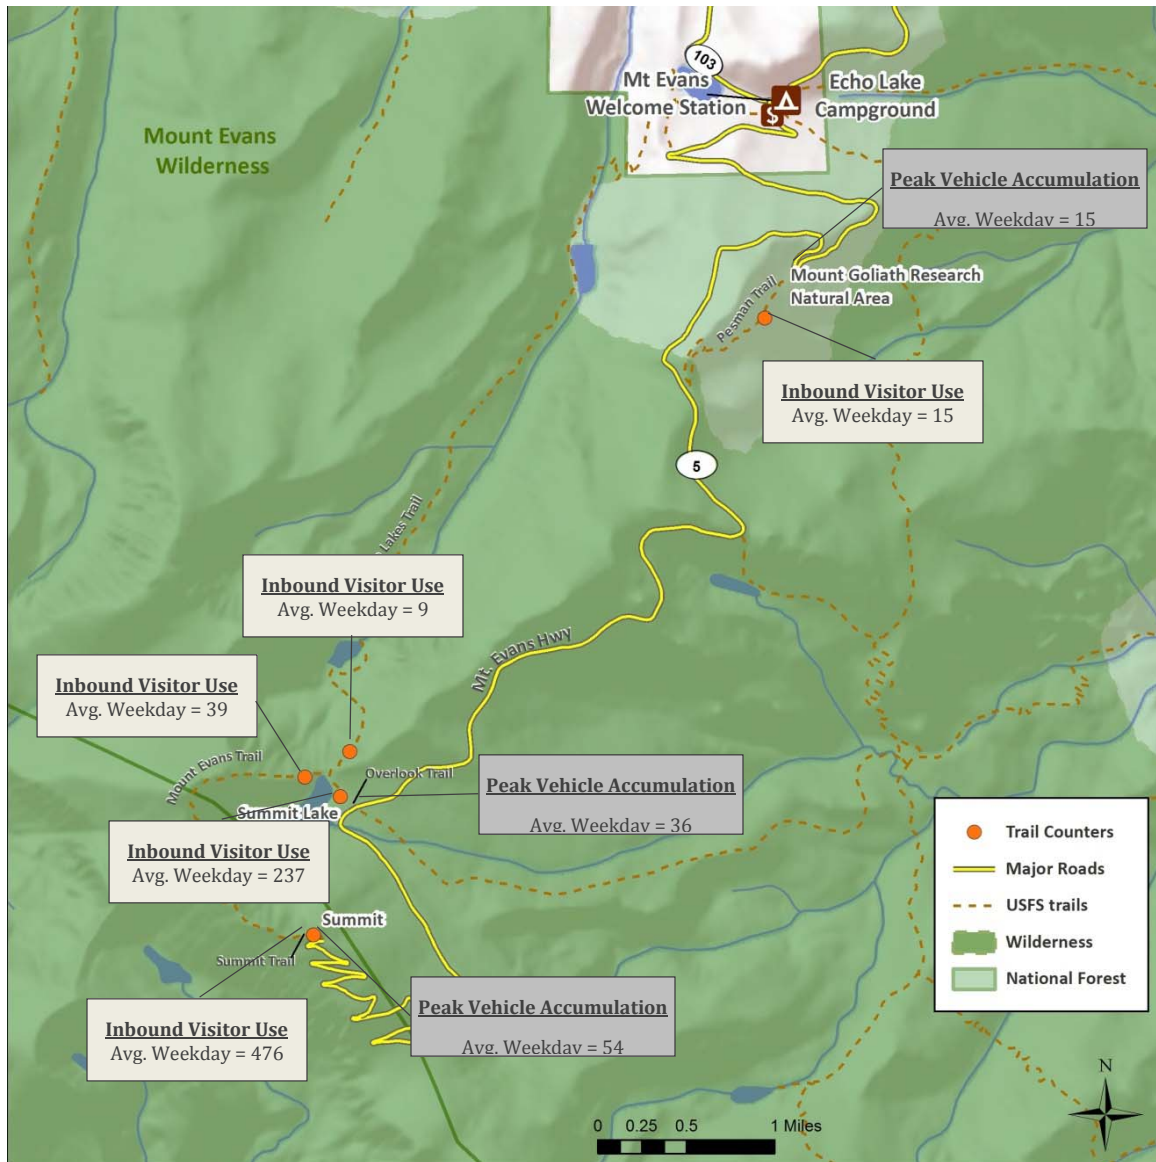 103
Mt Evans
Welcome Station
$
Echo Lake
Campground
Mount Evans
Wilderness
Peak Vehicle Accumulation
Avg. Weekday = 15
Mount Goliath Research
Natural Area
Pesman Trail
Inbound Visitor Use
Avg. Weekday = 15
5
Lakes Trail
Inbound Visitor Use
Avg. Weekday = 9
Mt. Evans Hwy
Inbound Visitor Use
Avg. Weekday = 39
Mount Evans Trail
Overlook Trail
Summit Lake
Peak Vehicle Accumulation
Avg. Weekday = 36
Inbound Visitor Use
Avg. Weekday = 237
Summit
Summit Trail
Peak Vehicle Accumulation
Avg. Weekday = 54
Inbound Visitor Use
Avg. Weekday = 476
Trail Counters
Major Roads
USFS trails
Wilderness
National Forest
N
0 0.25 0.5 1 Miles